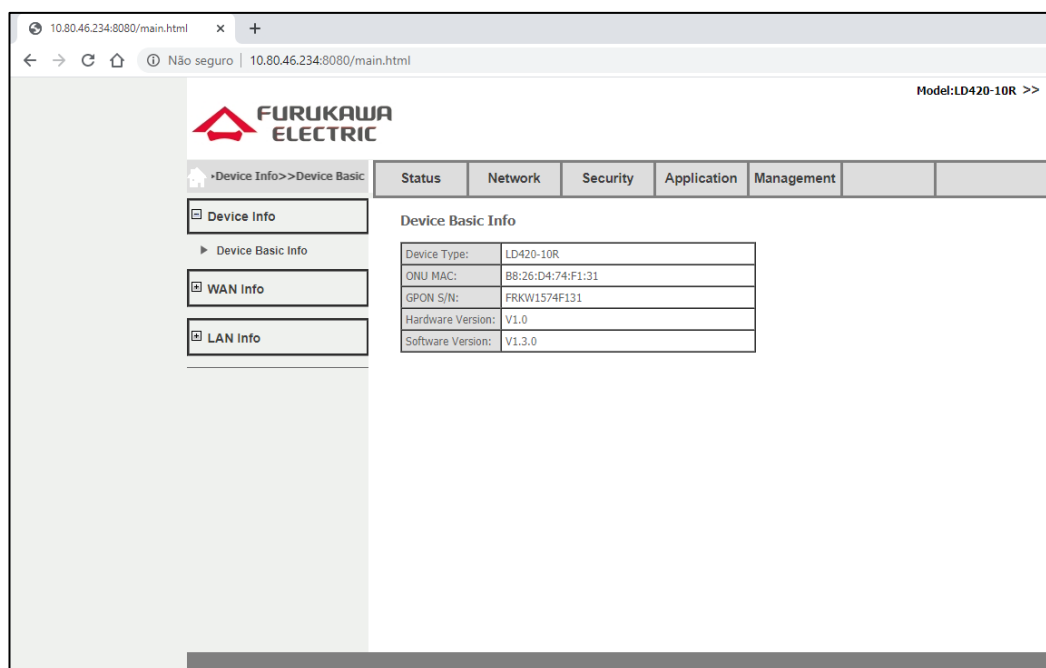 10.80.46.234:8080/main.html
Não seguro | 10.80.46.234:8080/main.html
Model:LD420-10R >>
FURUKAWA
ELECTRIC
Device Info>>Device Basic
Status Network Security Application Management
Device Info
Device Basic Info
WAN Info
LAN Info
Device Basic Info
Device Type: LD420-10R
ONU MAC: B8:26:D4:74:F1:31
GPON S/N: FRKW1574F131
Hardware Version: V1.0
Software Version: V1.3.0